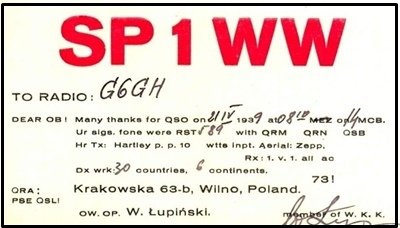 SP1WW
TO RADIO: G6GH
DEAR OB! Many thanks for QSO on 21 IV 1939 at 08 10 MEZ on 14 MCB.
Ur sigs. fone were RST 589 with QRM QRN QSB
Hr Tx: Hartley p. p. 10 wtts inpt. Aerial: Zepp.
Rx: 1. v. 1. all ac
Dx wrk: 30 countries, 6 continents.
73!
QRA: Krakowska 63-b, Wilno, Poland.
PSE QSL!
ow. op. W. Łupiński. member of W. K. K.